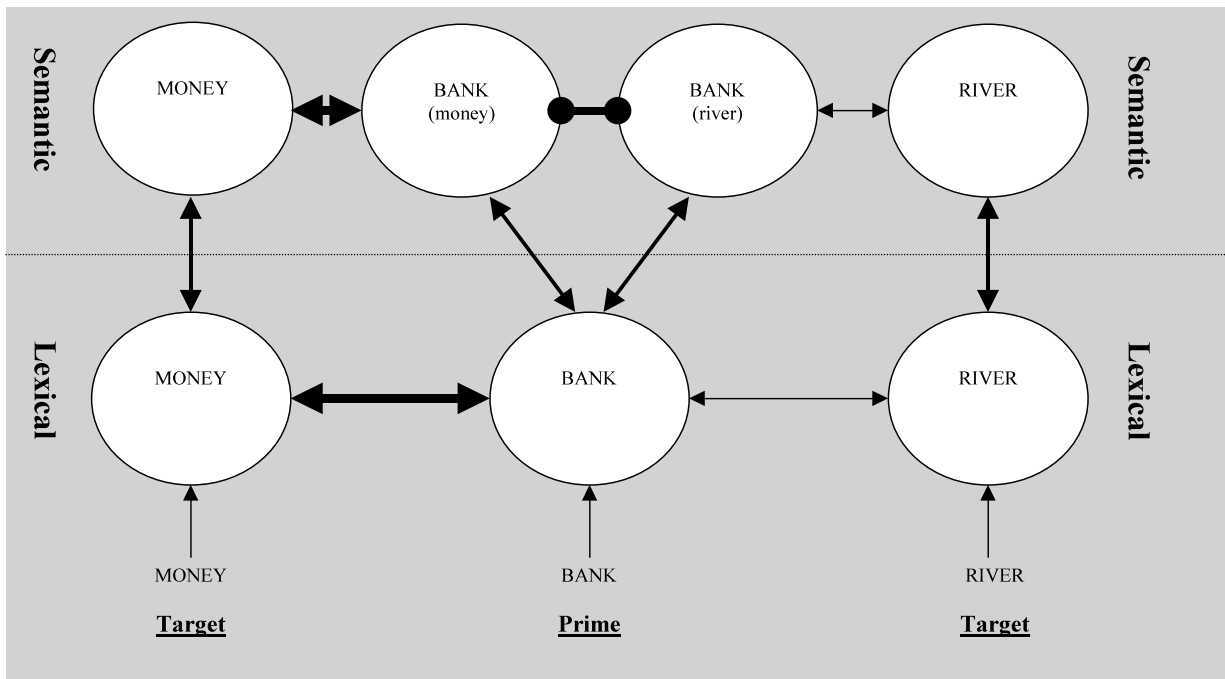 Semantic
MONEY
BANK
(money)
BANK
(river)
RIVER
Semantic
Lexical
MONEY
BANK
RIVER
Lexical
MONEY
BANK
RIVER
Target
Prime
Target